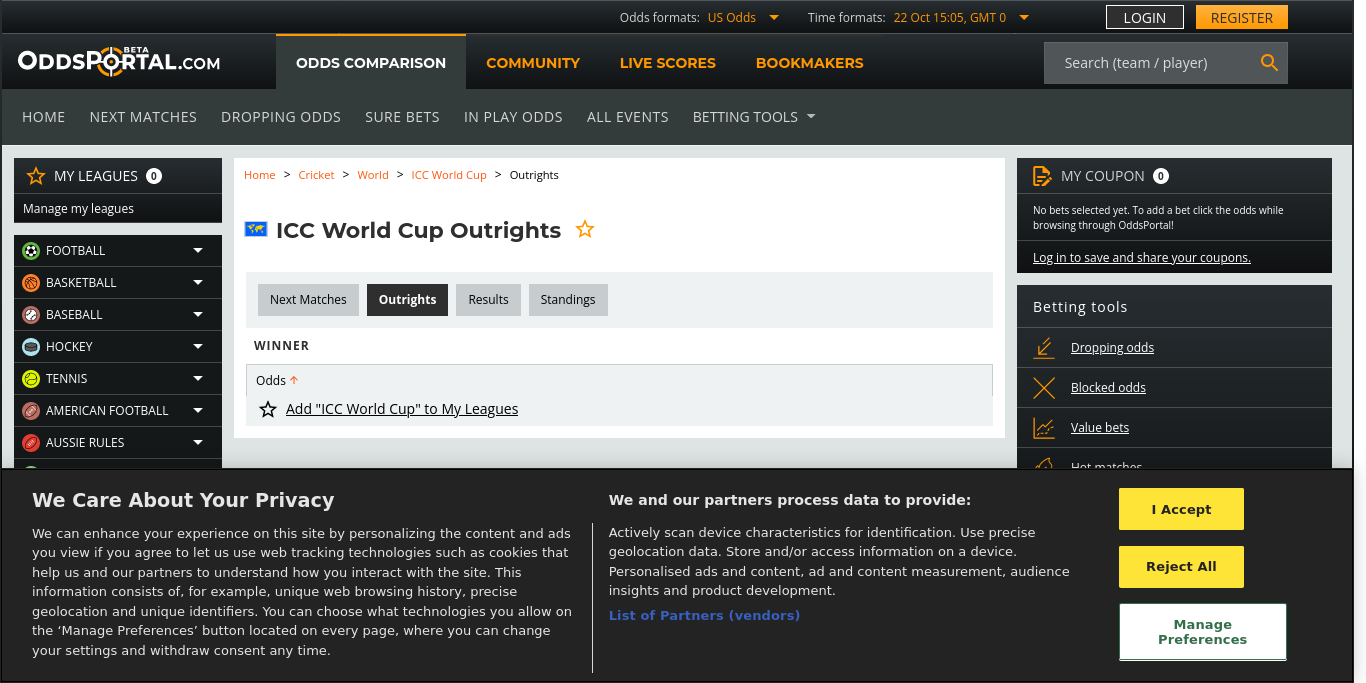 Odds formats: US Odds
Time formats: 22 Oct 15:05, GMT 0
LOGIN
REGISTER
ODDSPORTAL.COM
BETA
ODDS COMPARISON
COMMUNITY
LIVE SCORES
BOOKMAKERS
Search (team / player)
HOME
NEXT MATCHES
DROPPING ODDS
SURE BETS
IN PLAY ODDS
ALL EVENTS
BETTING TOOLS
MY LEAGUES 0
Manage my leagues
FOOTBALL
BASKETBALL
BASEBALL
HOCKEY
TENNIS
AMERICAN FOOTBALL
AUSSIE RULES
Home > Cricket > World > ICC World Cup > Outrights
ICC World Cup Outrights
Next Matches
Outrights
Results
Standings
WINNER
Odds
Add "ICC World Cup" to My Leagues
MY COUPON 0
No bets selected yet. To add a bet click the odds while
browsing through OddsPortal!
Log in to save and share your coupons.
Betting tools
Dropping odds
Blocked odds
Value bets
Hot matches
We Care About Your Privacy
We can enhance your experience on this site by personalizing the content and ads
you view if you agree to let us use web tracking technologies such as cookies that
help us and our partners to understand how you interact with the site. This
information consists of, for example, unique web browsing history, precise
geolocation and unique identifiers. You can choose what technologies you allow on
the ‘Manage Preferences’ button located on every page, where you can change
your settings and withdraw consent any time.
We and our partners process data to provide:
Actively scan device characteristics for identification. Use precise
geolocation data. Store and/or access information on a device.
Personalised ads and content, ad and content measurement, audience
insights and product development.
List of Partners (vendors)
I Accept
Reject All
Manage
Preferences